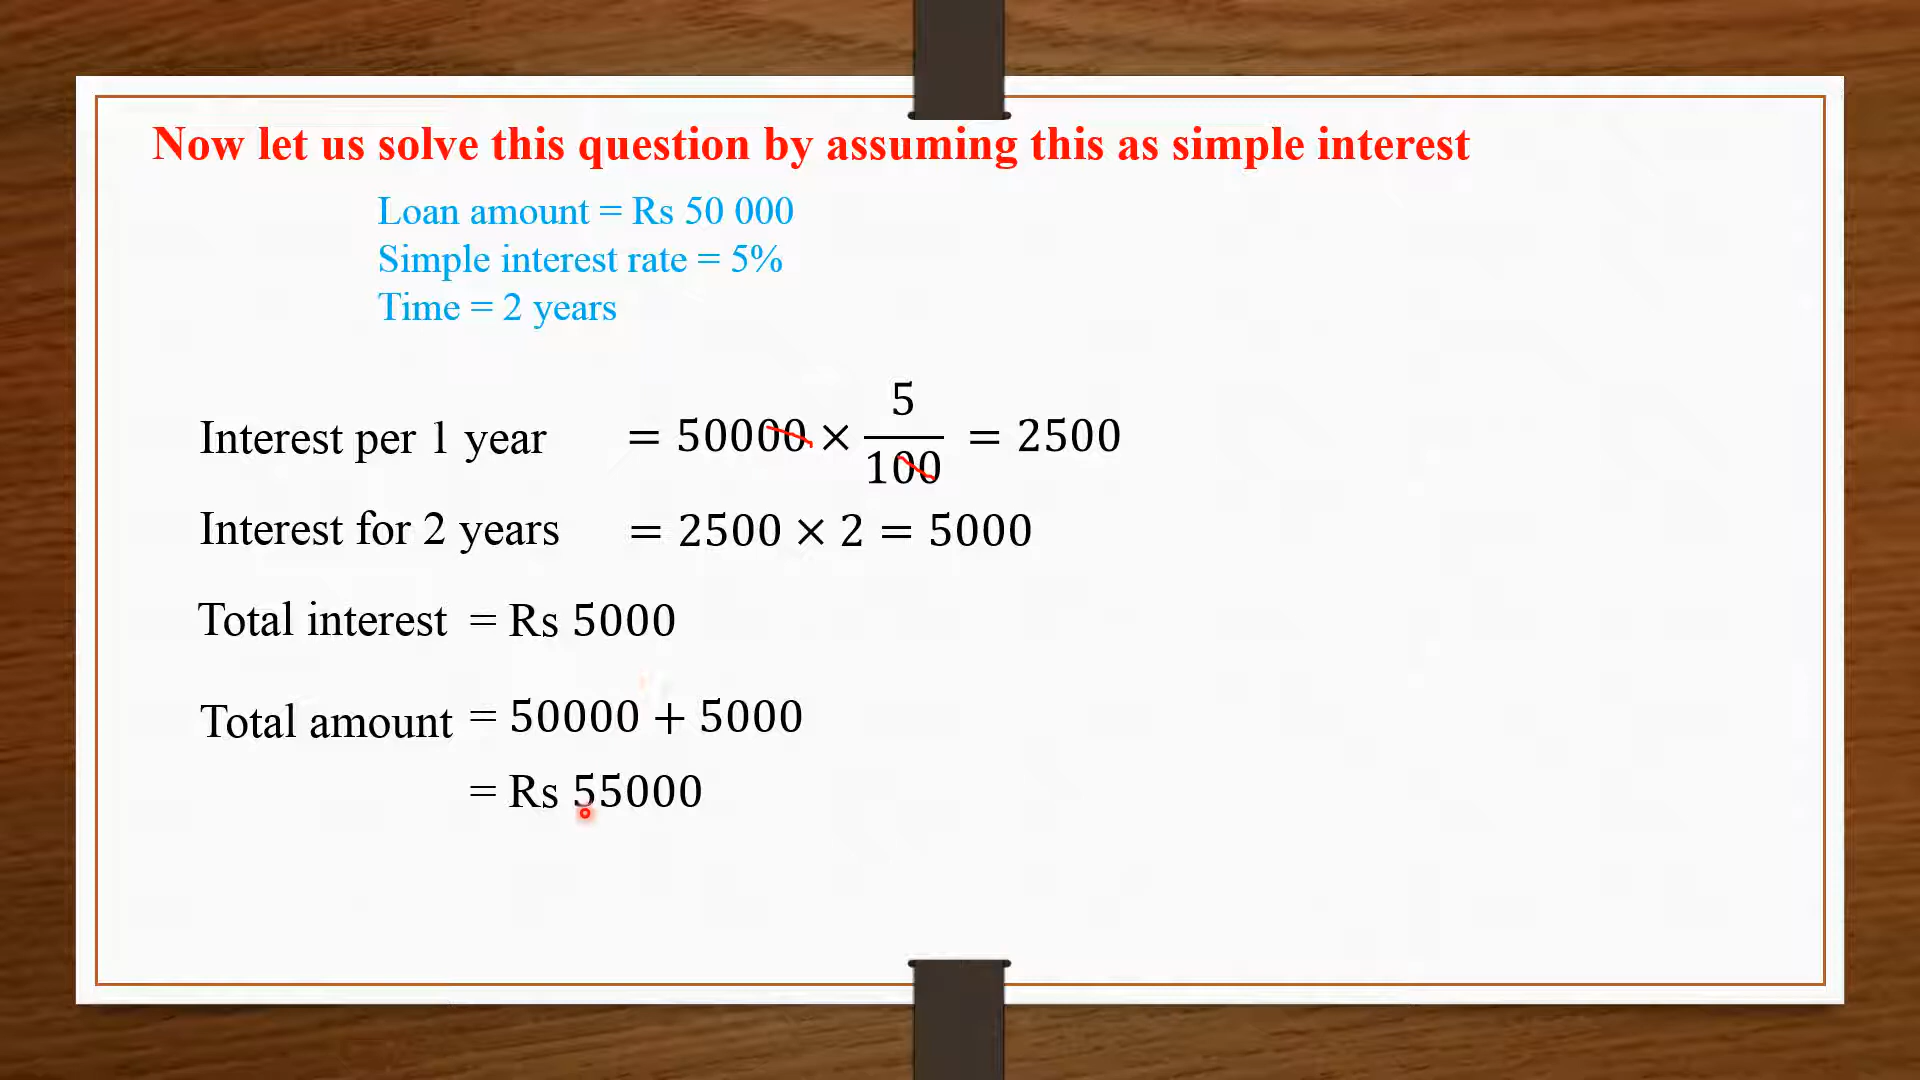 Now let us solve this question by assuming this as simple interest
Loan amount = Rs 50 000
Simple interest rate = 5%
Time = 2 years
Interest per 1 year = 50000 × 5/100 = 2500
Interest for 2 years = 2500 × 2 = 5000
Total interest = Rs 5000
Total amount = 50000 + 5000
= Rs 55000